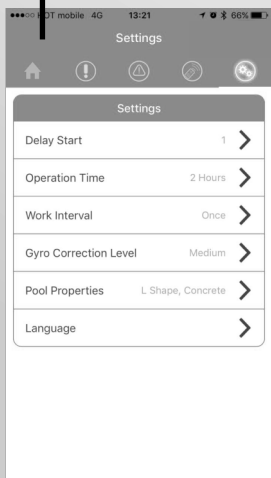 HOT mobile 4G 13:21 66%
Settings
Settings
Delay Start 1
Operation Time 2 Hours
Work Interval Once
Gyro Correction Level Medium
Pool Properties L Shape, Concrete
Language